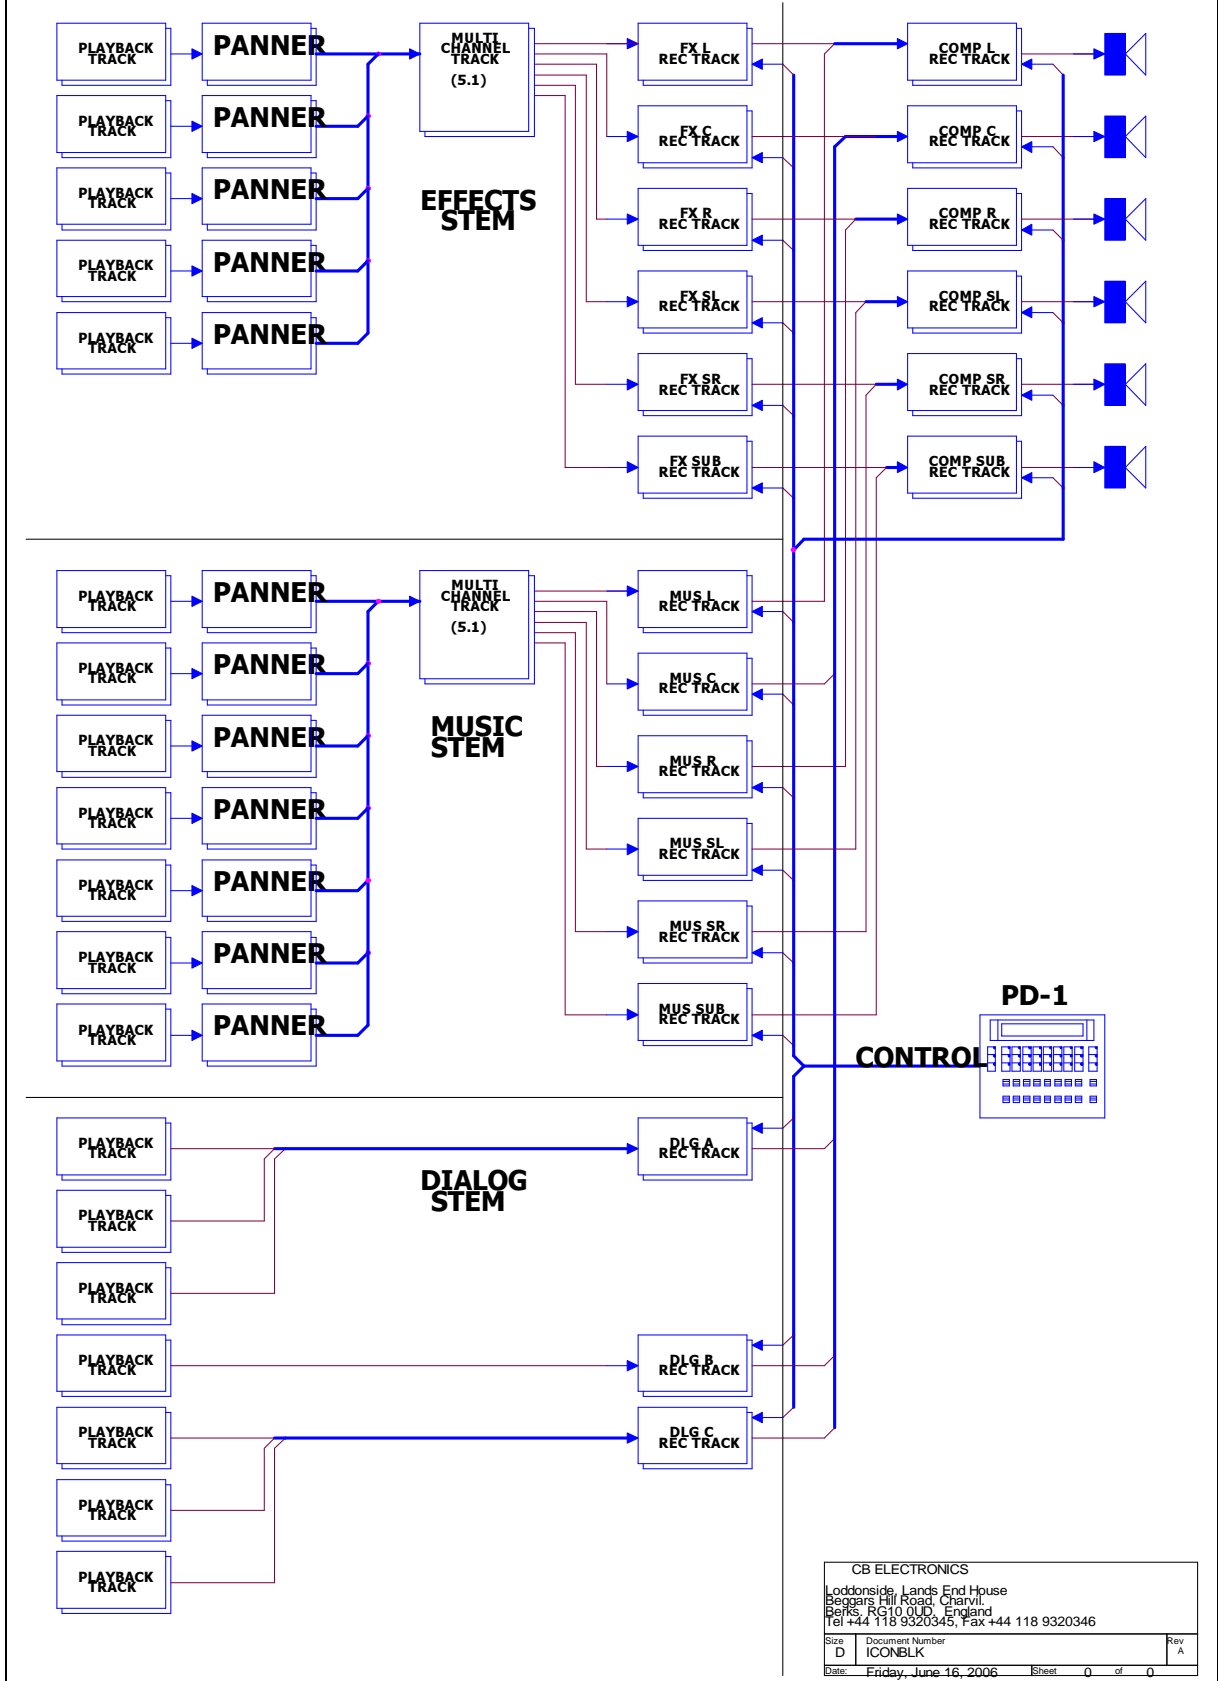 PLAYBACK
TRACK
PANNER
MULTI
CHANNEL
TRACK
(5.1)
FX L
REC TRACK
COMP L
REC TRACK
PLAYBACK
TRACK
PANNER
FX C
REC TRACK
COMP C
REC TRACK
PLAYBACK
TRACK
PANNER
EFFECTS
STEM
FX R
REC TRACK
COMP R
REC TRACK
PLAYBACK
TRACK
PANNER
FX SL
REC TRACK
COMP SL
REC TRACK
PLAYBACK
TRACK
PANNER
FX SR
REC TRACK
COMP SR
REC TRACK
FX SUB
REC TRACK
COMP SUB
REC TRACK
PLAYBACK
TRACK
PANNER
MULTI
CHANNEL
TRACK
(5.1)
MUS L
REC TRACK
PLAYBACK
TRACK
PANNER
MUS C
REC TRACK
PLAYBACK
TRACK
PANNER
MUSIC
STEM
MUS R
REC TRACK
PLAYBACK
TRACK
PANNER
MUS SL
REC TRACK
PLAYBACK
TRACK
PANNER
MUS SR
REC TRACK
PLAYBACK
TRACK
PANNER
MUS SUB
REC TRACK
PLAYBACK
TRACK
PANNER
PD-1
CONTROL
PLAYBACK
TRACK
DLG A
REC TRACK
DIALOG
STEM
PLAYBACK
TRACK
PLAYBACK
TRACK
PLAYBACK
TRACK
DLG B
REC TRACK
PLAYBACK
TRACK
DLG C
REC TRACK
PLAYBACK
TRACK
PLAYBACK
TRACK
CB ELECTRONICS
Loddonside, Lands End House
Beggars Hill Road, Charvil.
Berks. RG10 0UD. England
Tel +44 118 9320345, Fax +44 118 9320346
Size Document Number Rev
D ICONBLK A
Date: Friday, June 16, 2006 Sheet 0 of 0